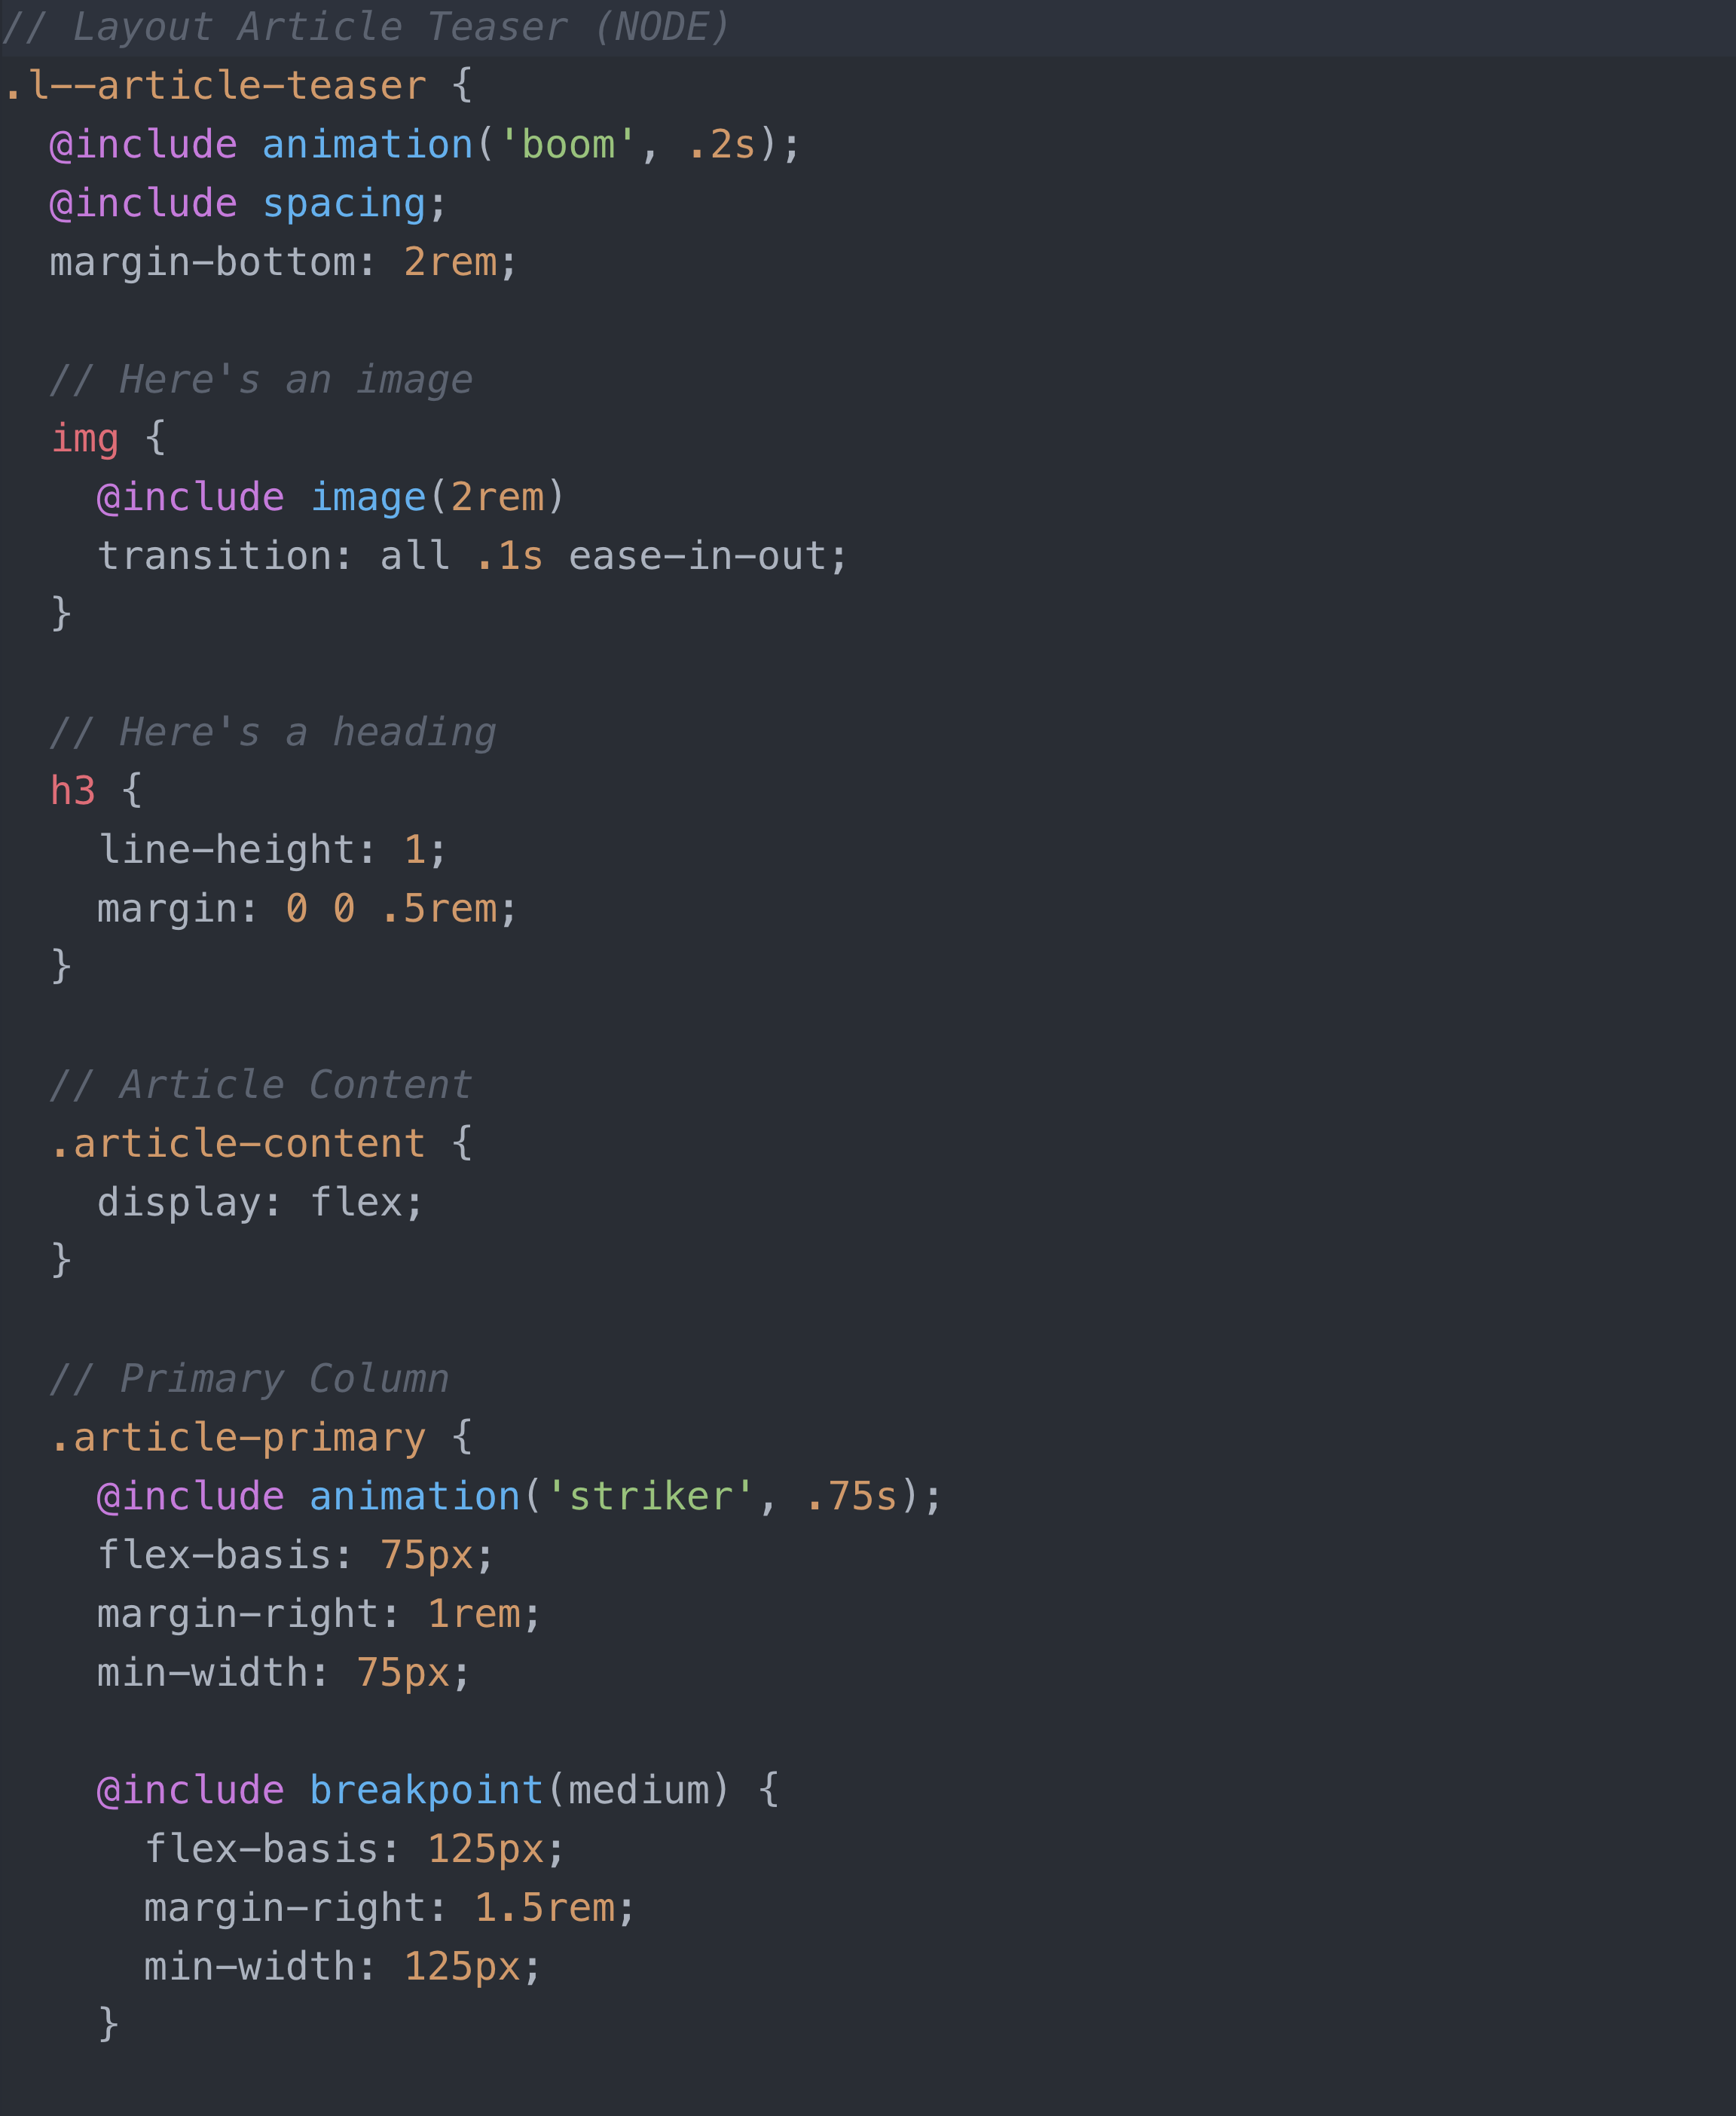 // Layout Article Teaser (NODE)
.l--article-teaser {
  @include animation('boom', .2s);
  @include spacing;
  margin-bottom: 2rem;

  // Here's an image
  img {
    @include image(2rem)
    transition: all .1s ease-in-out;
  }

  // Here's a heading
  h3 {
    line-height: 1;
    margin: 0 0 .5rem;
  }

  // Article Content
  .article-content {
    display: flex;
  }

  // Primary Column
  .article-primary {
    @include animation('striker', .75s);
    flex-basis: 75px;
    margin-right: 1rem;
    min-width: 75px;

    @include breakpoint(medium) {
      flex-basis: 125px;
      margin-right: 1.5rem;
      min-width: 125px;
    }